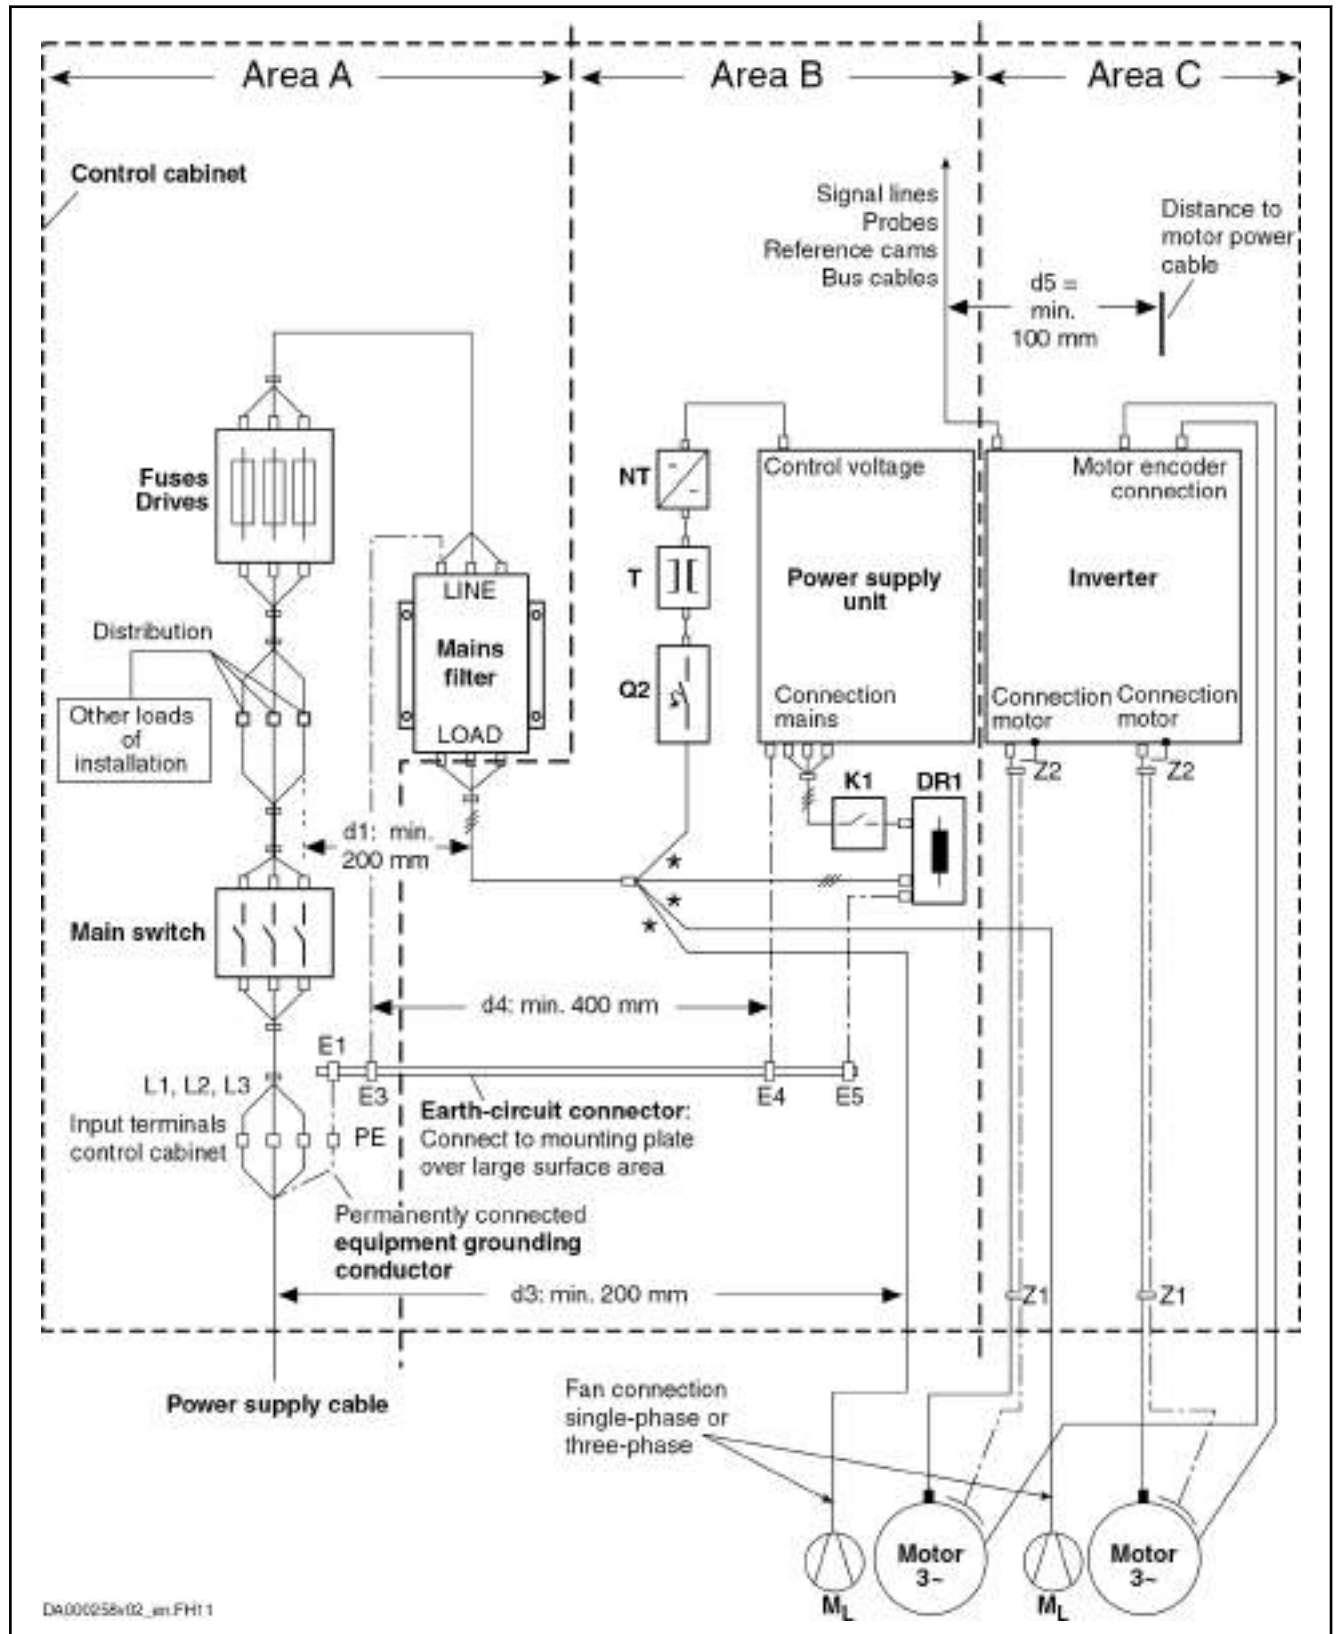 Area A
Area B
Area C
Control cabinet
Signal lines
Probes
Reference cams
Bus cables
Distance to
motor power
cable
d5 =
min.
100 mm
Fuses
Drives
NT
T
Q2
Control voltage
Power supply
unit
Connection
mains
Motor encoder
connection
Inverter
Connection
motor
Connection
motor
Z2
Z2
LINE
Mains
filter
LOAD
Distribution
Other loads
of
installation
K1
DR1
d1: min.
200 mm
*
*
*
Main switch
d4: min. 400 mm
E1
E3
E4
E5
L1, L2, L3
Input terminals
control cabinet
PE
Earth-circuit connector:
Connect to mounting plate
over large surface area
Permanently connected
equipment grounding
conductor
d3: min. 200 mm
Z1
Z1
Power supply cable
Fan connection
single-phase or
three-phase
Motor
3~
Motor
3~
ML
ML
DA000258v02_en.FH11